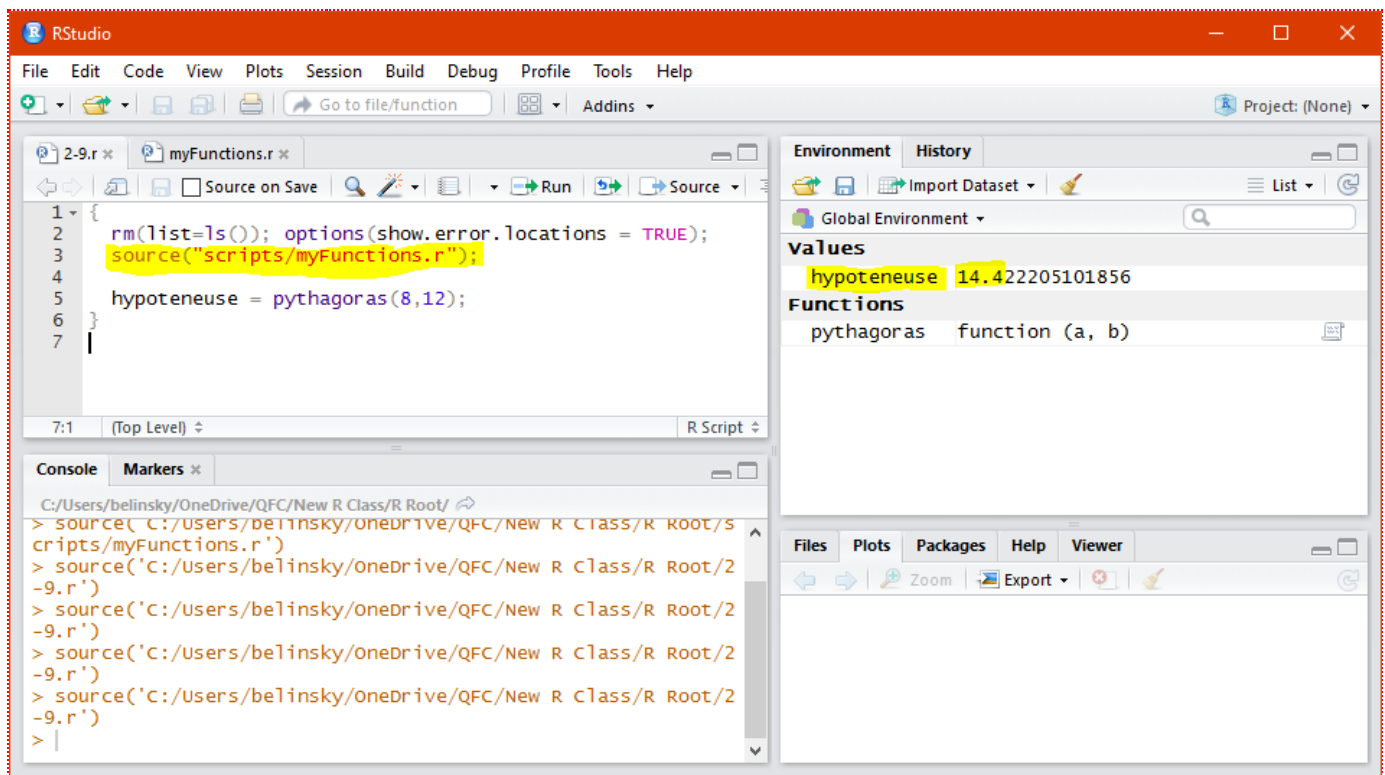 RStudio
File Edit Code View Plots Session Build Debug Profile Tools Help
Go to file/function Addins Project: (None)
2-9.r myFunctions.r
Source on Save Run Source
1 {
2 rm(list=ls()); options(show.error.locations = TRUE);
3 source("scripts/myFunctions.r");
4
5 hypoteneuse = pythagoras(8,12);
6 }
7
7:1 (Top Level) R Script
Console Markers
C:/Users/belinsky/OneDrive/QFC/New R Class/R Root/
> source('C:/Users/belinsky/OneDrive/QFC/New R Class/R Root/s
cripts/myFunctions.r')
> source('C:/Users/belinsky/OneDrive/QFC/New R Class/R Root/2
-9.r')
> source('C:/Users/belinsky/OneDrive/QFC/New R Class/R Root/2
-9.r')
> source('C:/Users/belinsky/OneDrive/QFC/New R Class/R Root/2
-9.r')
> source('C:/Users/belinsky/OneDrive/QFC/New R Class/R Root/2
-9.r')
>
Environment History
Import Dataset List
Global Environment
Values
hypoteneuse 14.422205101856
Functions
pythagoras function (a, b)
Files Plots Packages Help Viewer
Zoom Export